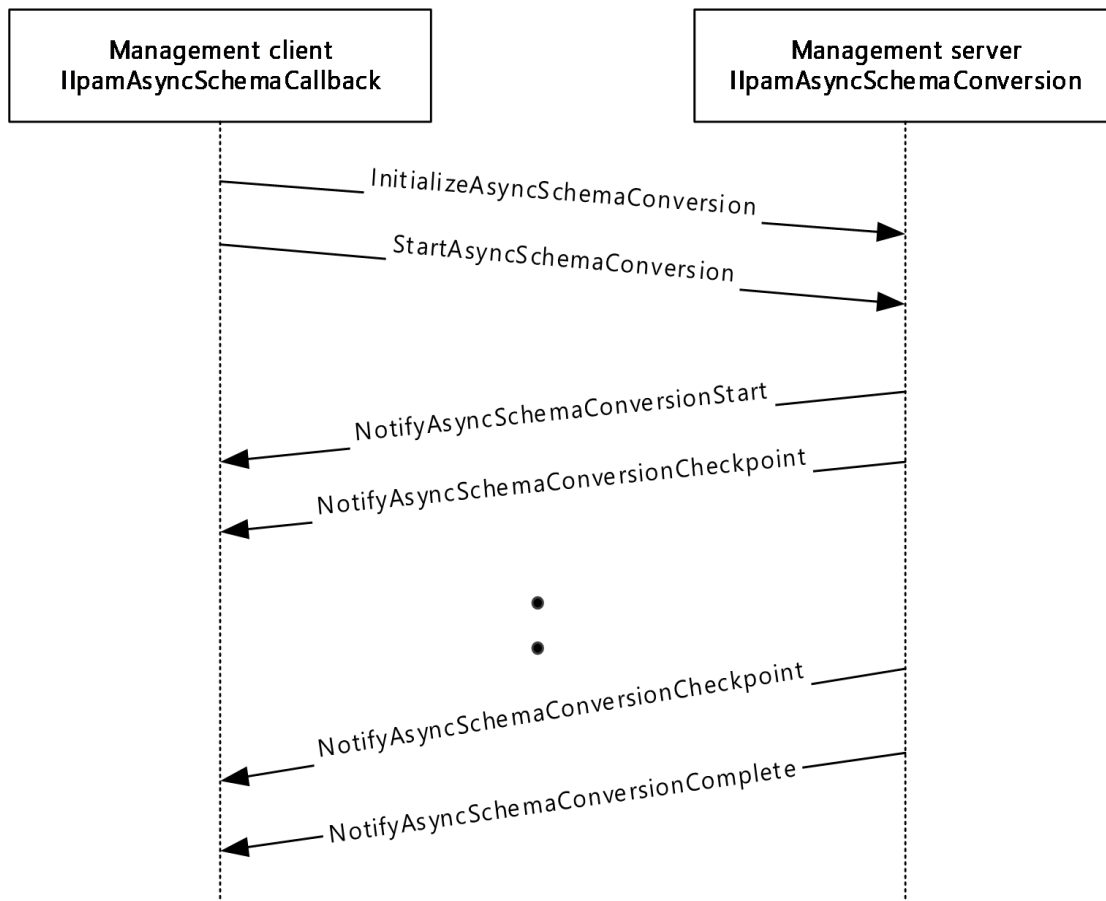 Management client
IIpamAsyncSchemaCallback
Management server
IIpamAsyncSchemaConversion
InitializeAsyncSchemaConversion
StartAsyncSchemaConversion
NotifyAsyncSchemaConversionStart
NotifyAsyncSchemaConversionCheckpoint
NotifyAsyncSchemaConversionCheckpoint
NotifyAsyncSchemaConversionComplete